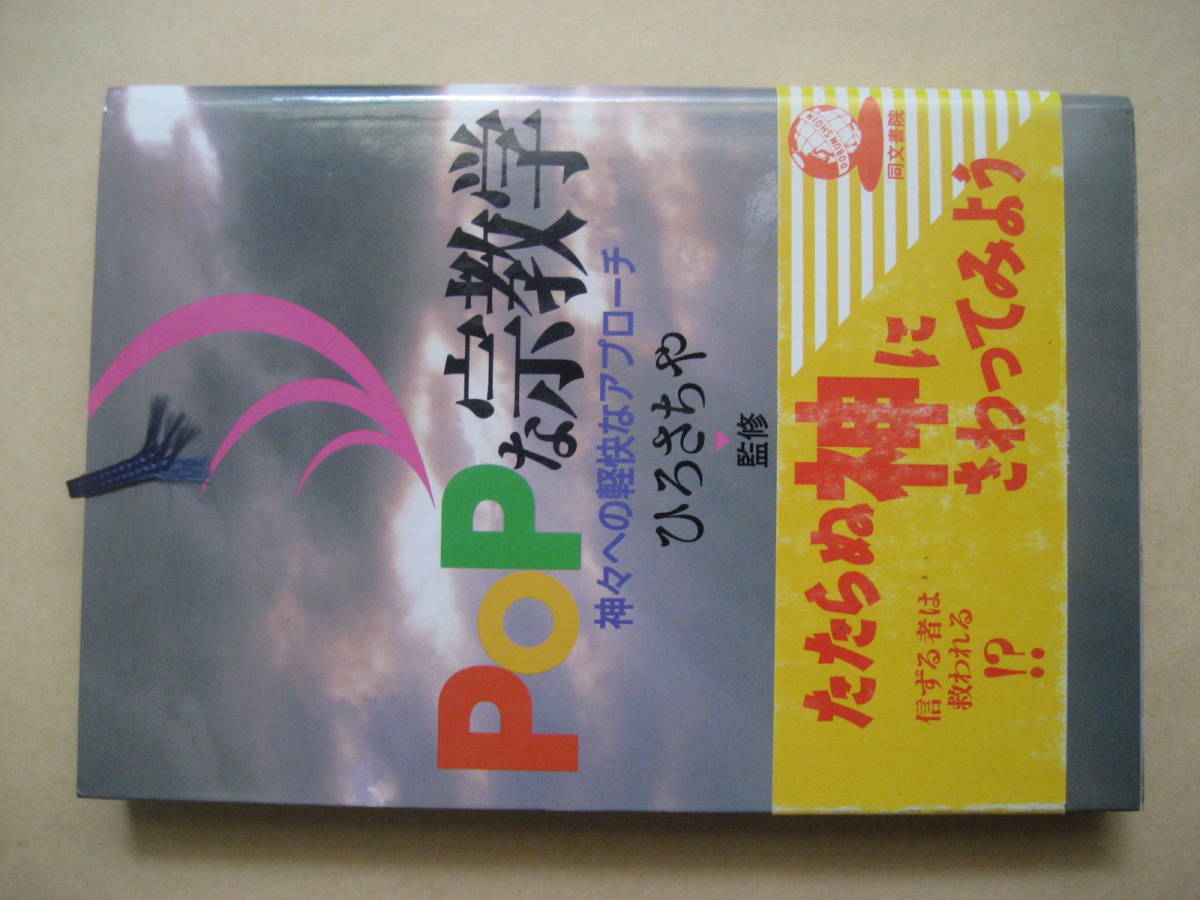 POPな宗教学
神々への軽快なアプローチ
ひろさちや
監修
たたらぬ神に
さわってみよう
信ずる者は
救われる
!?
DOBUN SHOIN
同文書院